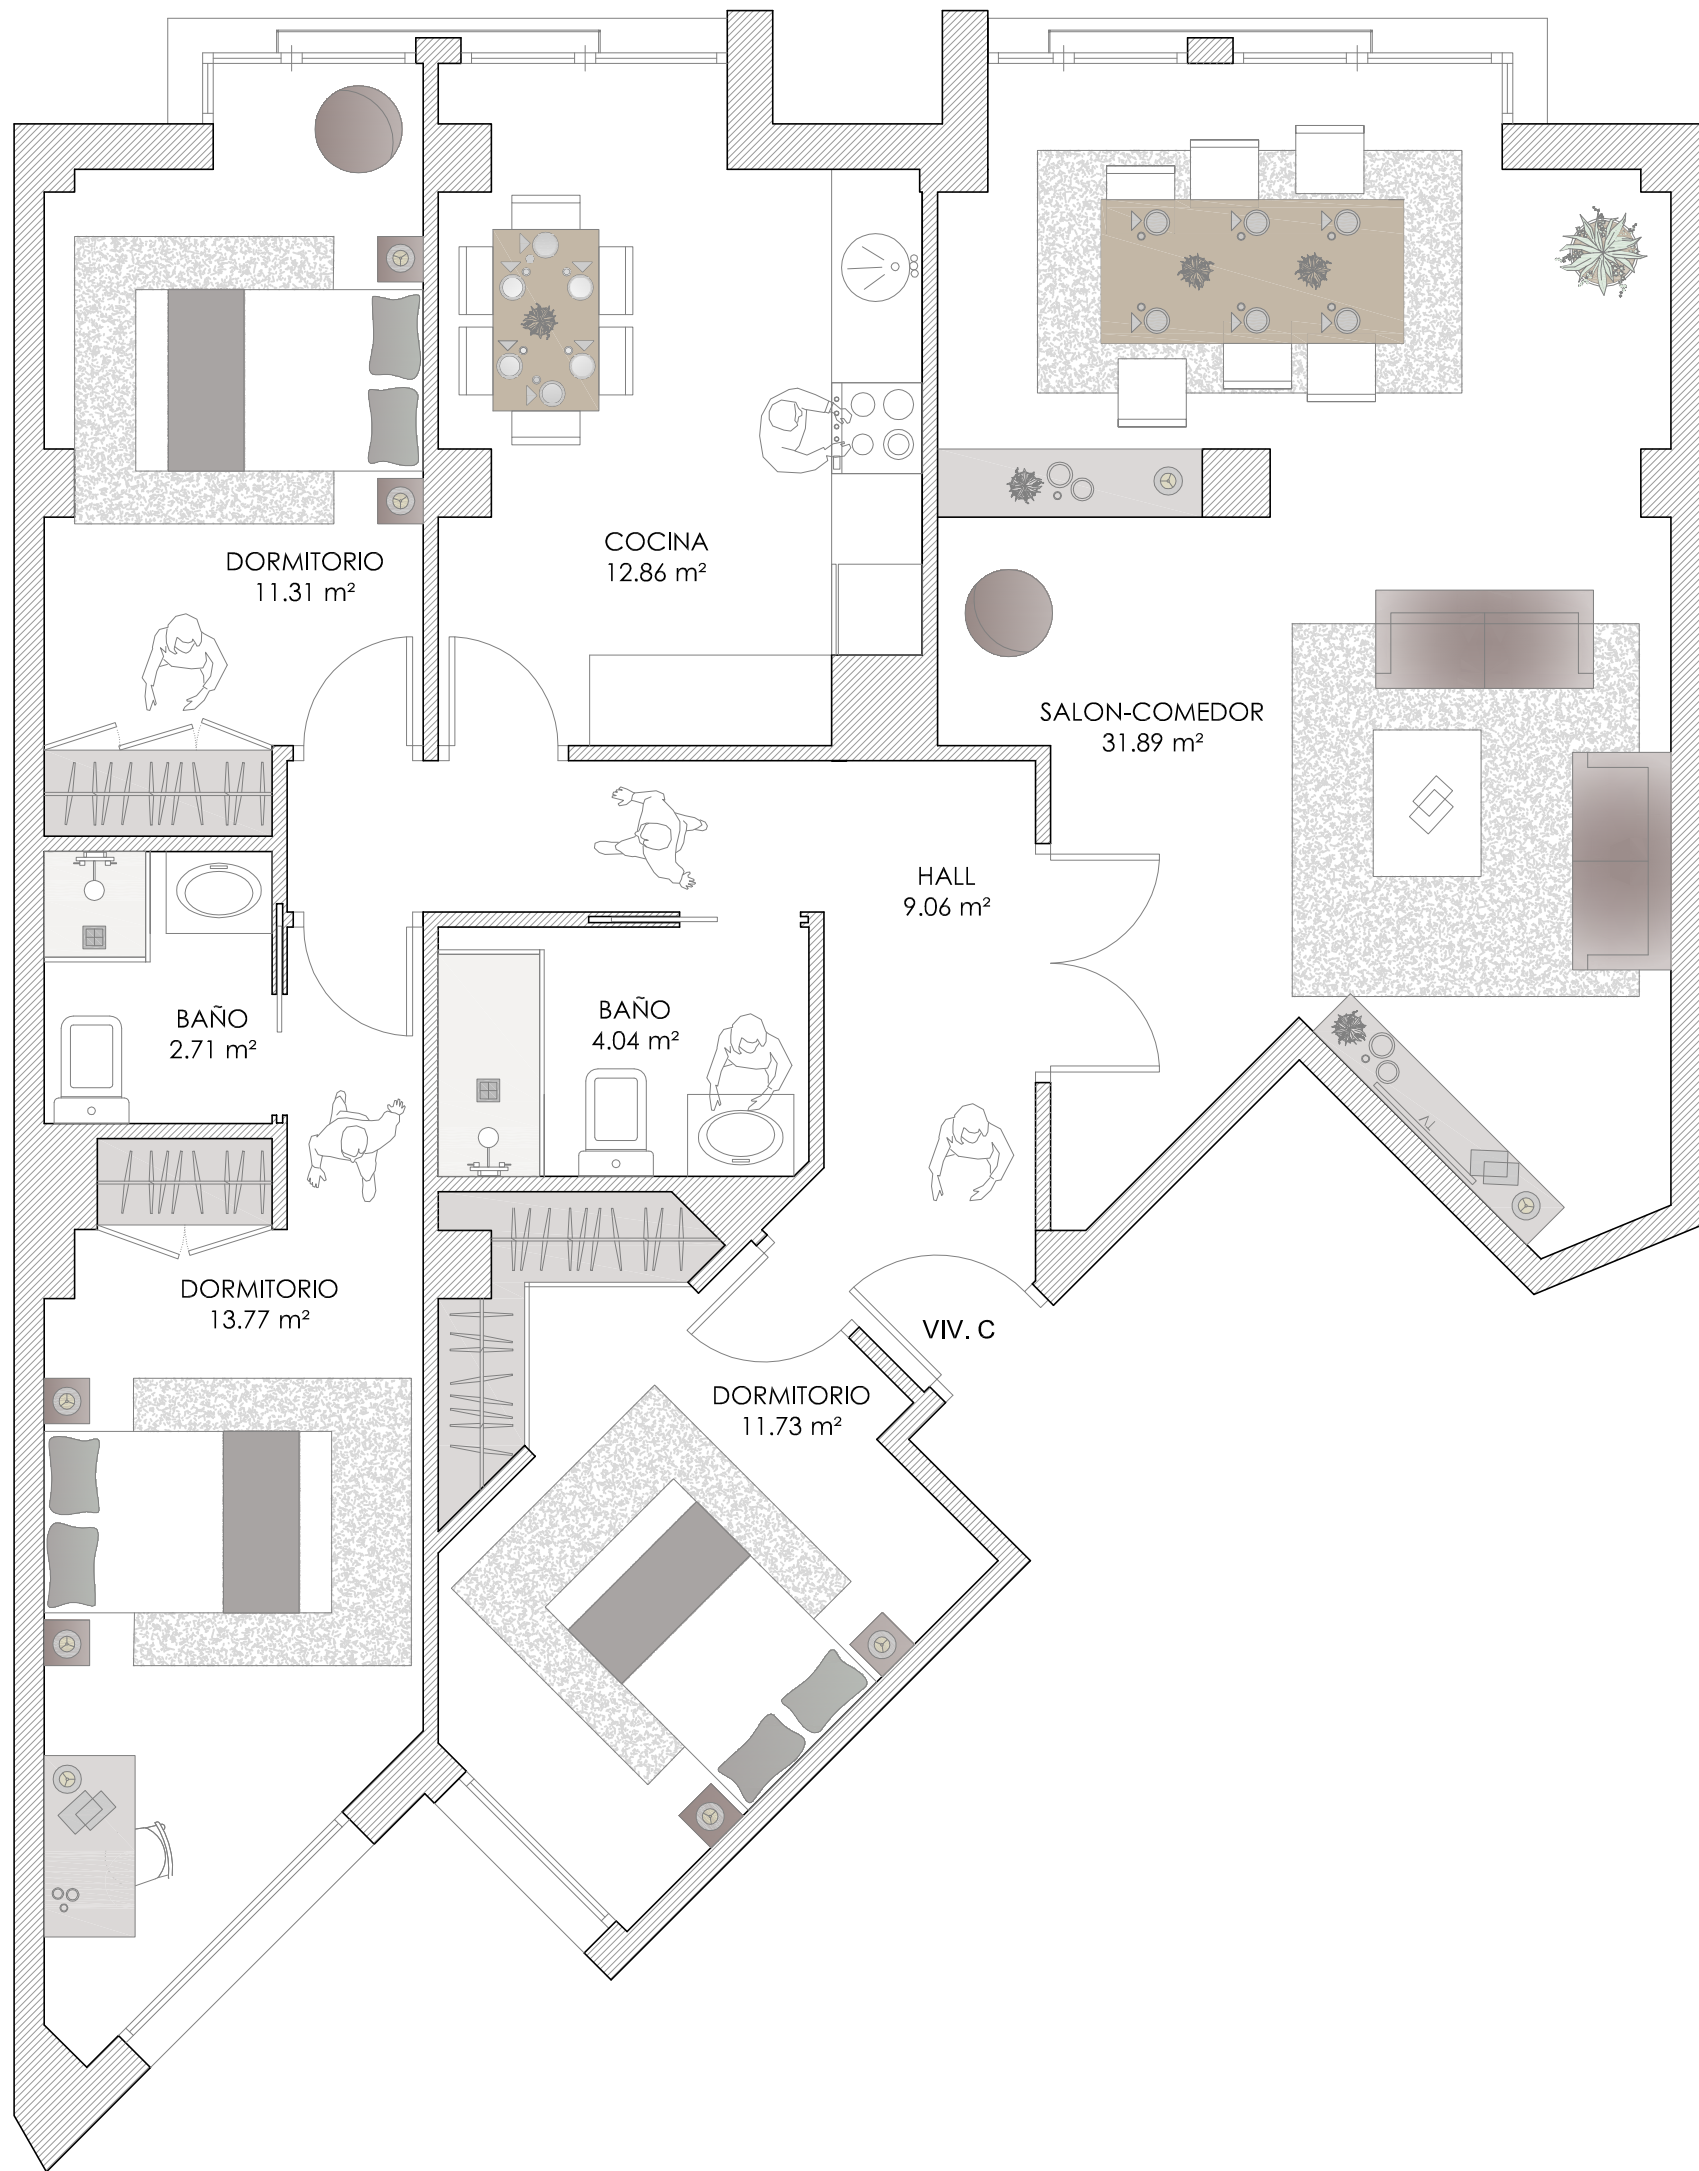 COCINA
12.86 m²
DORMITORIO
11.31 m²
SALON-COMEDOR
31.89 m²
HALL
9.06 m²
BAÑO
2.71 m²
BAÑO
4.04 m²
TV
DORMITORIO
13.77 m²
VIV. C
DORMITORIO
11.73 m²